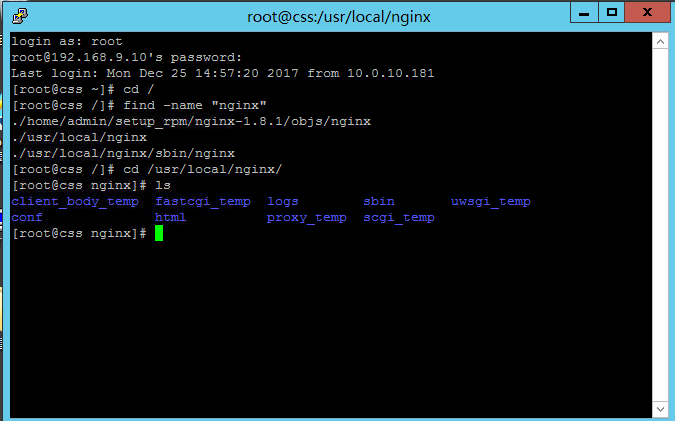 root@css:/usr/local/nginx
login as: root
root@192.168.9.10's password:
Last login: Mon Dec 25 14:57:20 2017 from 10.0.10.181
[root@css ~]# cd /
[root@css /]# find -name "nginx"
./home/admin/setup_rpm/nginx-1.8.1/objs/nginx
./usr/local/nginx
./usr/local/nginx/sbin/nginx
[root@css /]# cd /usr/local/nginx/
[root@css nginx]# ls
client_body_temp  fastcgi_temp  logs        sbin       uwsgi_temp
conf              html          proxy_temp  scgi_temp
[root@css nginx]#